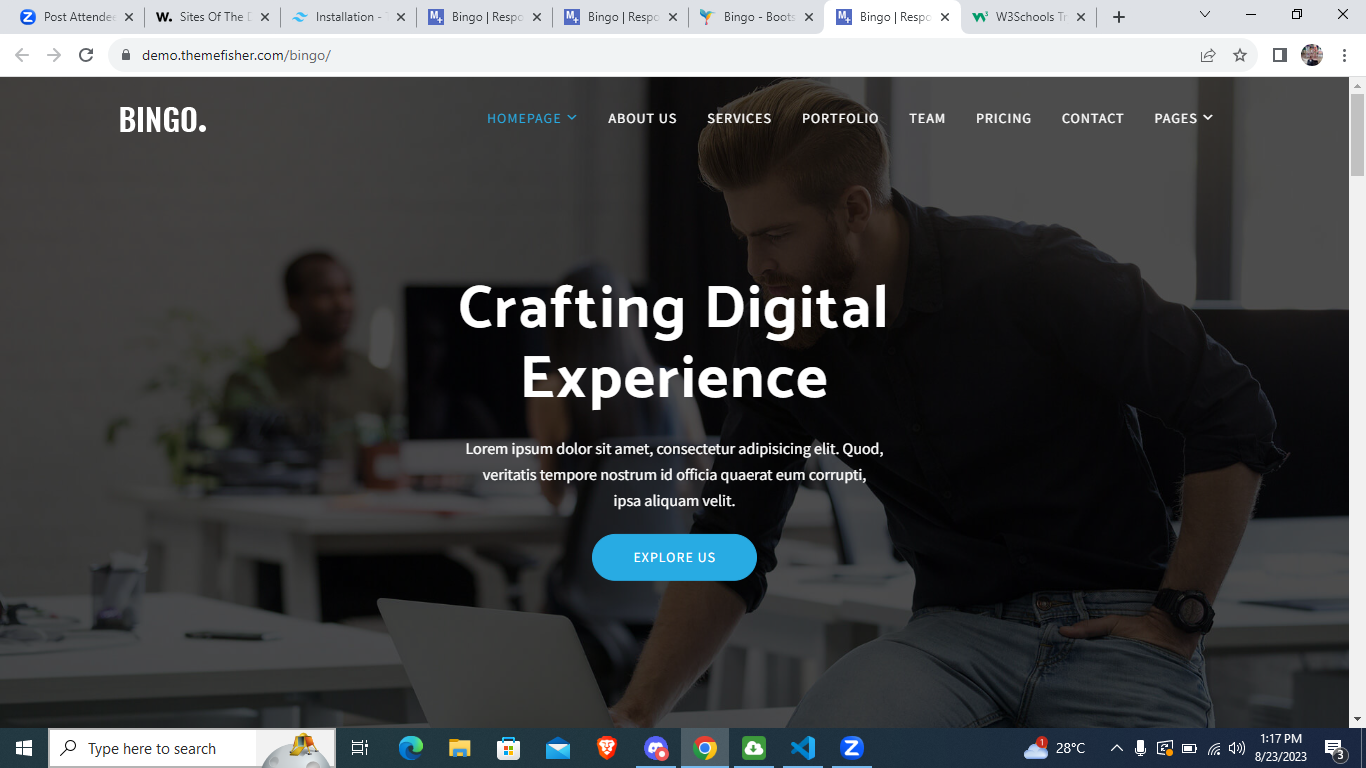 Post Attendee
Sites Of The D
Installation - T
Bingo | Respo
Bingo | Respo
Bingo - Boots
Bingo | Respo
W3Schools Tr
demo.themefisher.com/bingo/
BINGO.
HOMEPAGE
ABOUT US
SERVICES
PORTFOLIO
TEAM
PRICING
CONTACT
PAGES
Crafting Digital
Experience
Lorem ipsum dolor sit amet, consectetur adipisicing elit. Quod,
veritatis tempore nostrum id officia quaerat eum corrupti,
ipsa aliquam velit.
EXPLORE US
Type here to search
1
28°C
1:17 PM
8/23/2023
3